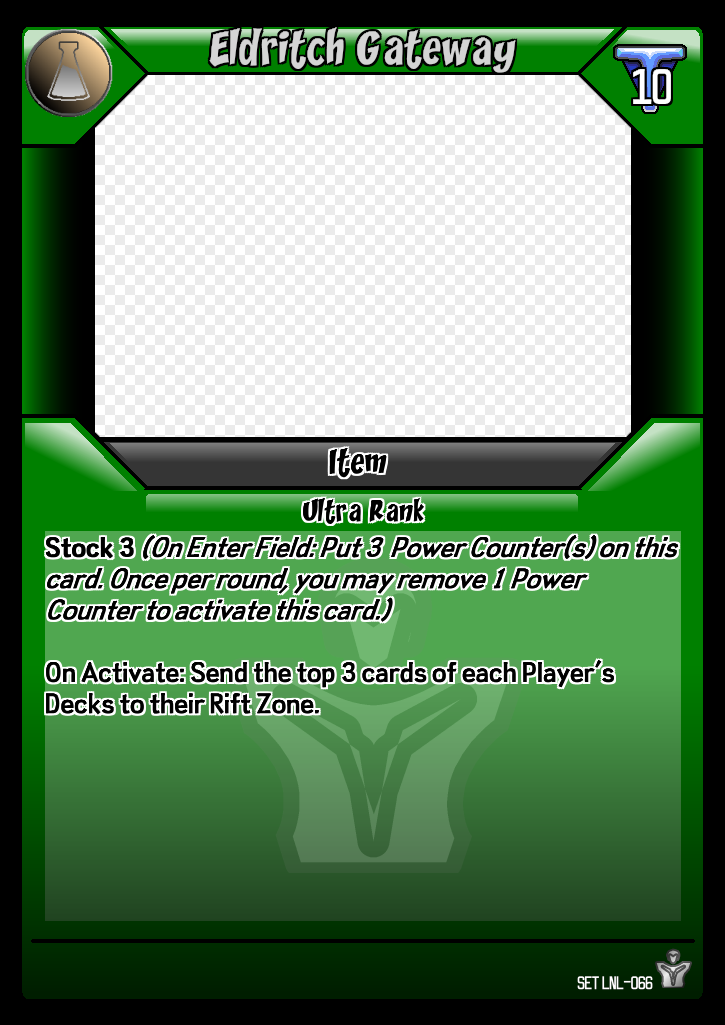 Eldritch Gateway
10
Item
Ultra Rank
Stock 3 (On Enter Field: Put 3 Power Counter(s) on this
card. Once per round, you may remove 1 Power
Counter to activate this card.)
On Activate: Send the top 3 cards of each Player's
Decks to their Rift Zone.
SET LNL-066